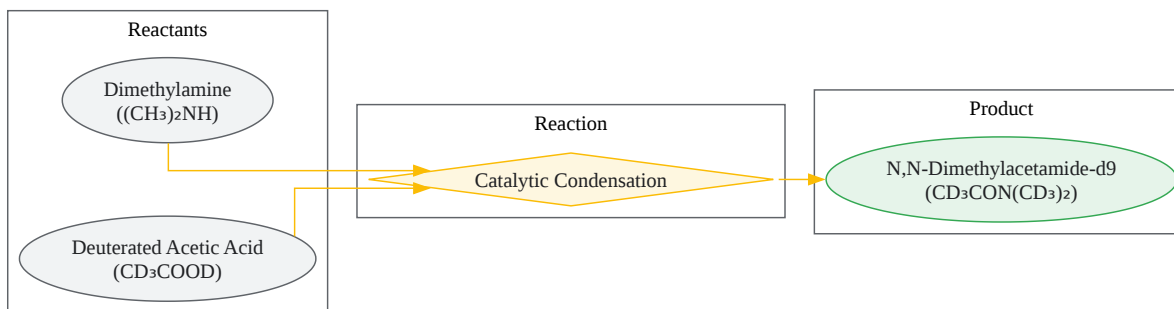 Reactants
Dimethylamine
((CH₃)₂NH)
Deuterated Acetic Acid
(CD₃COOD)
Reaction
Catalytic Condensation
Product
N,N-Dimethylacetamide-d9
(CD₃CON(CD₃)₂)